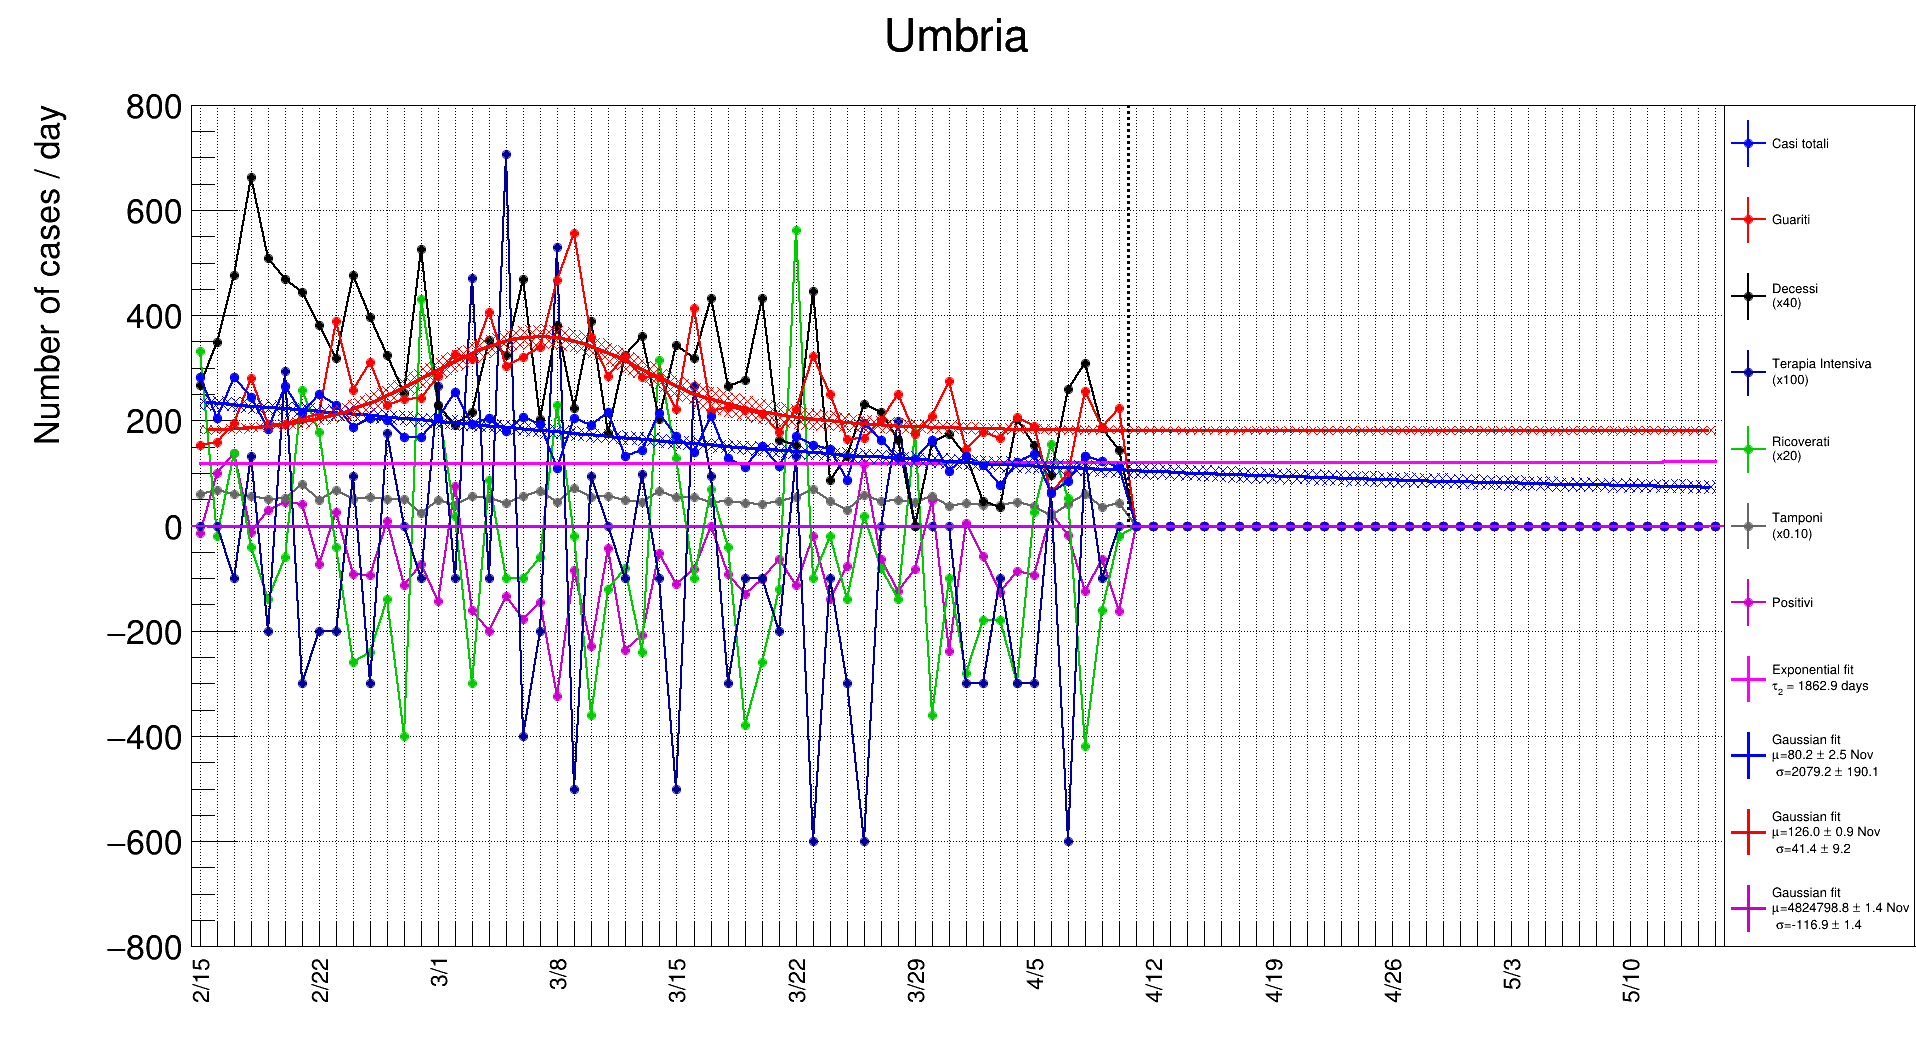 Umbria
Number of cases / day
800
600
400
200
0
−200
−400
−600
−800
2/15
2/22
3/1
3/8
3/15
3/22
3/29
4/5
4/12
4/19
4/26
5/3
5/10
Casi totali
Guariti
Decessi
(x40)
Terapia Intensiva
(x100)
Ricoverati
(x20)
Tamponi
(x0.10)
Positivi
Exponential fit
τ2 = 1862.9 days
Gaussian fit
μ=80.2 ± 2.5 Nov
σ=2079.2 ± 190.1
Gaussian fit
μ=126.0 ± 0.9 Nov
σ=41.4 ± 9.2
Gaussian fit
μ=4824798.8 ± 1.4 Nov
σ=-116.9 ± 1.4